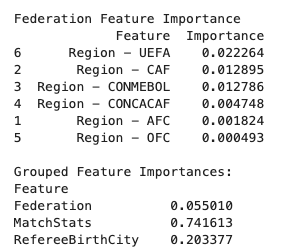 Federation Feature Importance
Feature Importance
6 Region – UEFA 0.022264
2 Region – CAF 0.012895
3 Region – CONMEBOL 0.012786
4 Region – CONCACAF 0.004748
1 Region – AFC 0.001824
5 Region – OFC 0.000493
Grouped Feature Importances:
Feature
Federation 0.055010
MatchStats 0.741613
RefereeBirthCity 0.203377